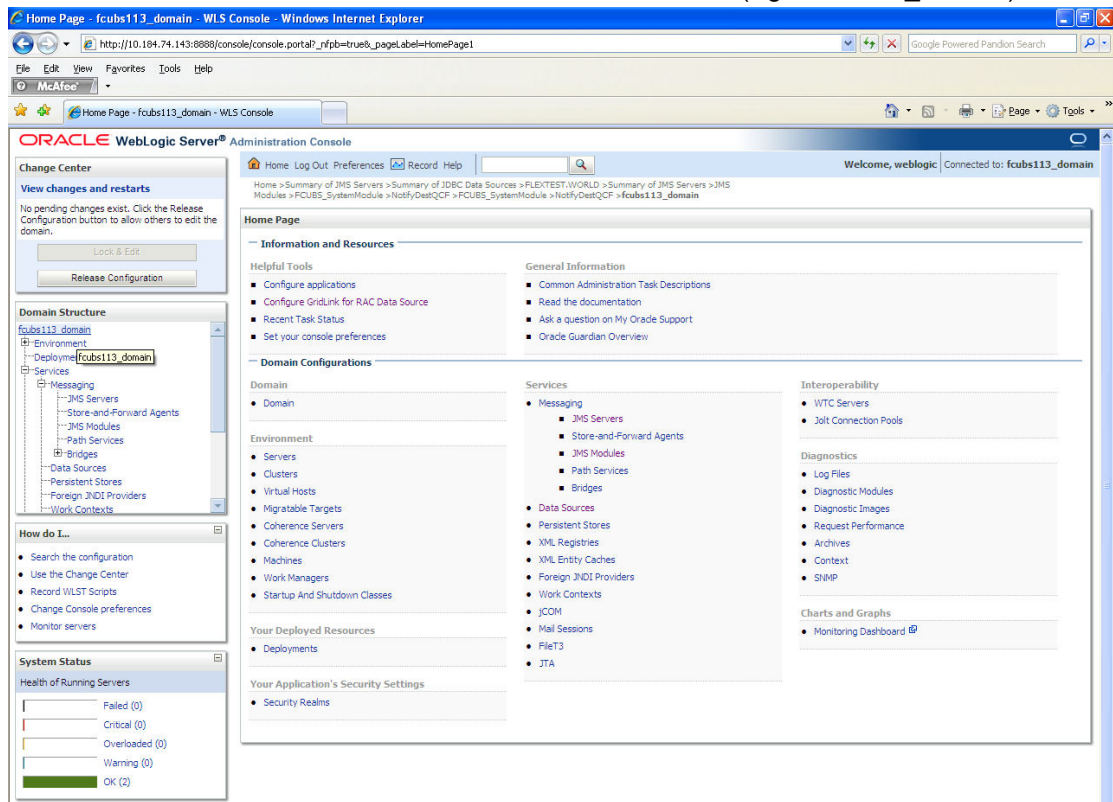 Home Page - fcubs113_domain - WLS Console - Windows Internet Explorer
http://10.184.74.143:8888/console/console.portal?_nfpb=true&_pageLabel=HomePage1
Google Powered Pandion Search
File Edit View Favorites Tools Help
McAfee
Home Page - fcubs113_domain - WLS Console
Page Tools
ORACLE WebLogic Server® Administration Console
Change Center
View changes and restarts
No pending changes exist. Click the Release
Configuration button to allow others to edit the
domain.
Lock & Edit
Release Configuration
Domain Structure
fcubs113_domain
Environment
Deployme
fcubs113_domain
Services
Messaging
JMS Servers
Store-and-Forward Agents
JMS Modules
Path Services
Bridges
Data Sources
Persistent Stores
Foreign JNDI Providers
Work Contexts
How do I...
Search the configuration
Use the Change Center
Record WLST Scripts
Change Console preferences
Monitor servers
System Status
Health of Running Servers
Failed (0)
Critical (0)
Overloaded (0)
Warning (0)
OK (2)
Home Log Out Preferences Record Help
Welcome, weblogic Connected to: fcubs113_domain
Home >Summary of JMS Servers >Summary of JDBC Data Sources >FLEXTEST.WORLD >Summary of JMS Servers >JMS
Modules >FCUBS_SystemModule >NotifyDestQCF >FCUBS_SystemModule >NotifyDestQCF >fcubs113_domain
Home Page
Information and Resources
Helpful Tools
Configure applications
Configure GridLink for RAC Data Source
Recent Task Status
Set your console preferences
General Information
Common Administration Task Descriptions
Read the documentation
Ask a question on My Oracle Support
Oracle Guardian Overview
Domain Configurations
Domain
Domain
Environment
Servers
Clusters
Virtual Hosts
Migratable Targets
Coherence Servers
Coherence Clusters
Machines
Work Managers
Startup And Shutdown Classes
Your Deployed Resources
Deployments
Your Application's Security Settings
Security Realms
Services
Messaging
JMS Servers
Store-and-Forward Agents
JMS Modules
Path Services
Bridges
Data Sources
Persistent Stores
XML Registries
XML Entity Caches
Foreign JNDI Providers
Work Contexts
jCOM
Mail Sessions
FileT3
JTA
Interoperability
WTC Servers
Jolt Connection Pools
Diagnostics
Log Files
Diagnostic Modules
Diagnostic Images
Request Performance
Archives
Context
SNMP
Charts and Graphs
Monitoring Dashboard